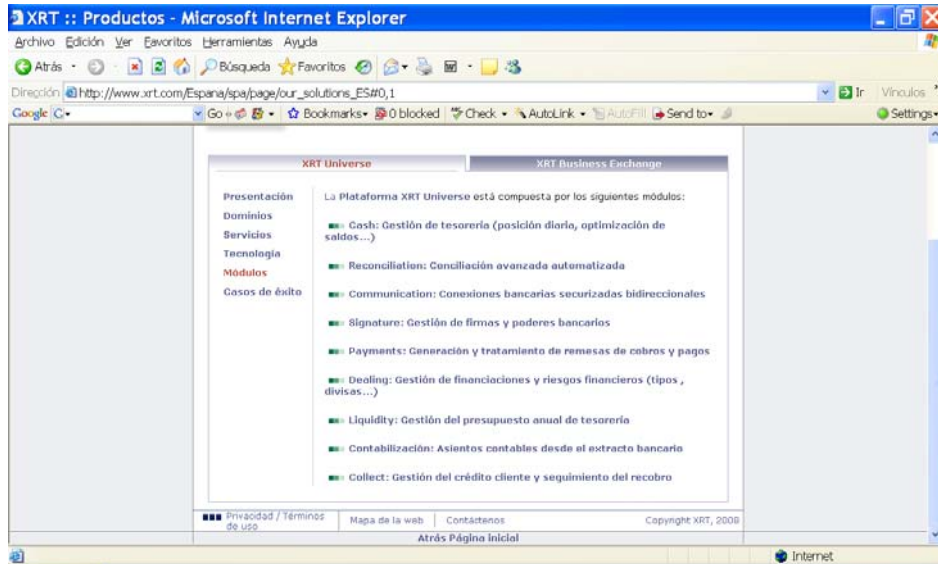 XRT :: Productos - Microsoft Internet Explorer
Archivo Edición Ver Favoritos Herramientas Ayuda
Atrás Búsqueda Favoritos
Dirección http://www.xrt.com/Espana/spa/page/our_solutions_ES#0,1 Ir Vínculos
Google Go Bookmarks 0 blocked Check AutoLink AutoFill Send to Settings
XRT Universe XRT Business Exchange
Presentación
Dominios
Servicios
Tecnología
Módulos
Casos de éxito
La Plataforma XRT Universe está compuesta por los siguientes módulos:
Cash: Gestión de tesorería (posición diaria, optimización de
saldos...)
Reconciliation: Conciliación avanzada automatizada
Communication: Conexiones bancarias securizadas bidireccionales
Signature: Gestión de firmas y poderes bancarios
Payments: Generación y tratamiento de remesas de cobros y pagos
Dealing: Gestión de financiaciones y riesgos financieros (tipos ,
divisas...)
Liquidity: Gestión del presupuesto anual de tesorería
Contabilización: Asientos contables desde el extracto bancario
Collect: Gestión del crédito cliente y seguimiento del recobro
Privacidad / Términos
de uso
Mapa de la web Contáctenos Copyright XRT, 2008
Atrás Página inicial
Internet